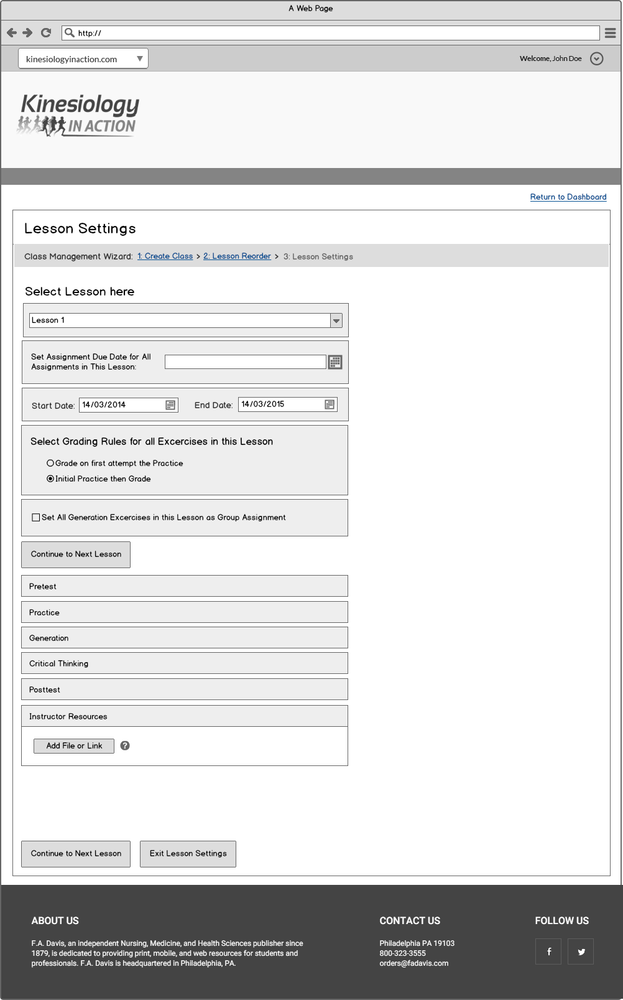 A Web Page
http://
kinesiologyinaction.com
Welcome, John Doe
Kinesiology
IN ACTION
Return to Dashboard
Lesson Settings
Class Management Wizard: 1: Create Class > 2: Lesson Reorder > 3: Lesson Settings
Select Lesson here
Lesson 1
Set Assignment Due Date for All
Assignments in This Lesson:
Start Date: 14/03/2014 End Date: 14/03/2015
Select Grading Rules for all Excercises in this Lesson
Grade on first attempt the Practice
Initial Practice then Grade
Set All Generation Excercises in this Lesson as Group Assignment
Continue to Next Lesson
Pretest
Practice
Generation
Critical Thinking
Posttest
Instructor Resources
Add File or Link ?
Continue to Next Lesson Exit Lesson Settings
ABOUT US
F.A. Davis, an independent Nursing, Medicine, and Health Sciences publisher since
1879, is dedicated to providing print, mobile, and web resources for students and
professionals. F.A. Davis is headquartered in Philadelphia, PA.
CONTACT US
Philadelphia PA 19103
800-323-3555
orders@fadavis.com
FOLLOW US
f